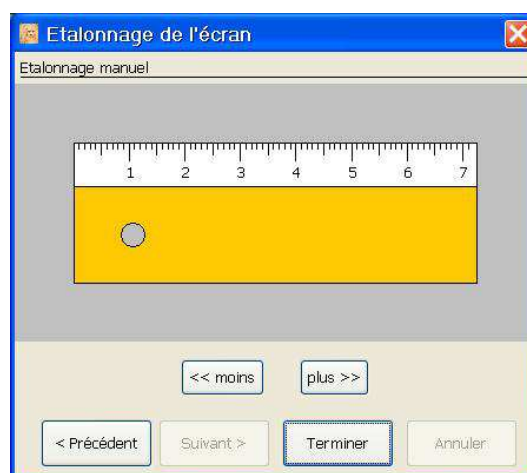 Etalonnage de l'écran
Etalonnage manuel
1 2 3 4 5 6 7
<< moins plus >>
< Précédent Suivant > Terminer Annuler